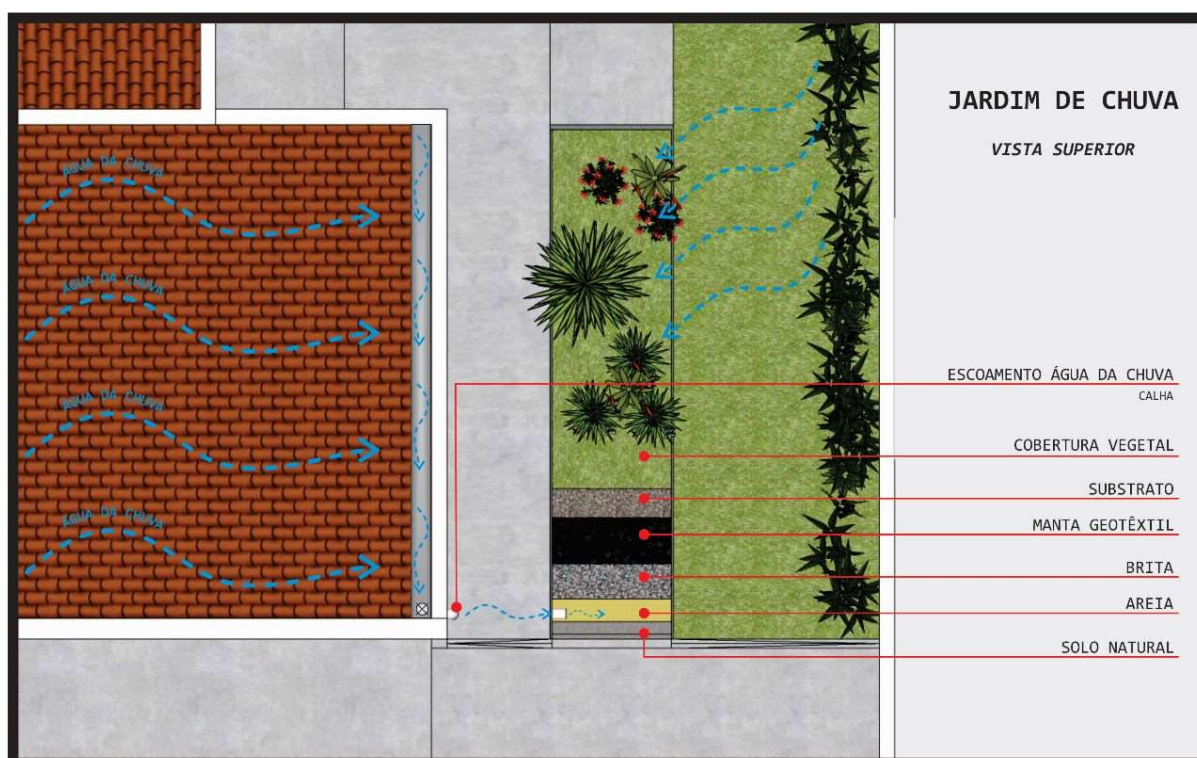 JARDIM DE CHUVA
VISTA SUPERIOR
ÁGUA DA CHUVA
ÁGUA DA CHUVA
ÁGUA DA CHUVA
ÁGUA DA CHUVA
ESCOAMENTO ÁGUA DA CHUVA
CALHA
COBERTURA VEGETAL
SUBSTRATO
MANTA GEOTÊXTIL
BRITA
AREIA
SOLO NATURAL